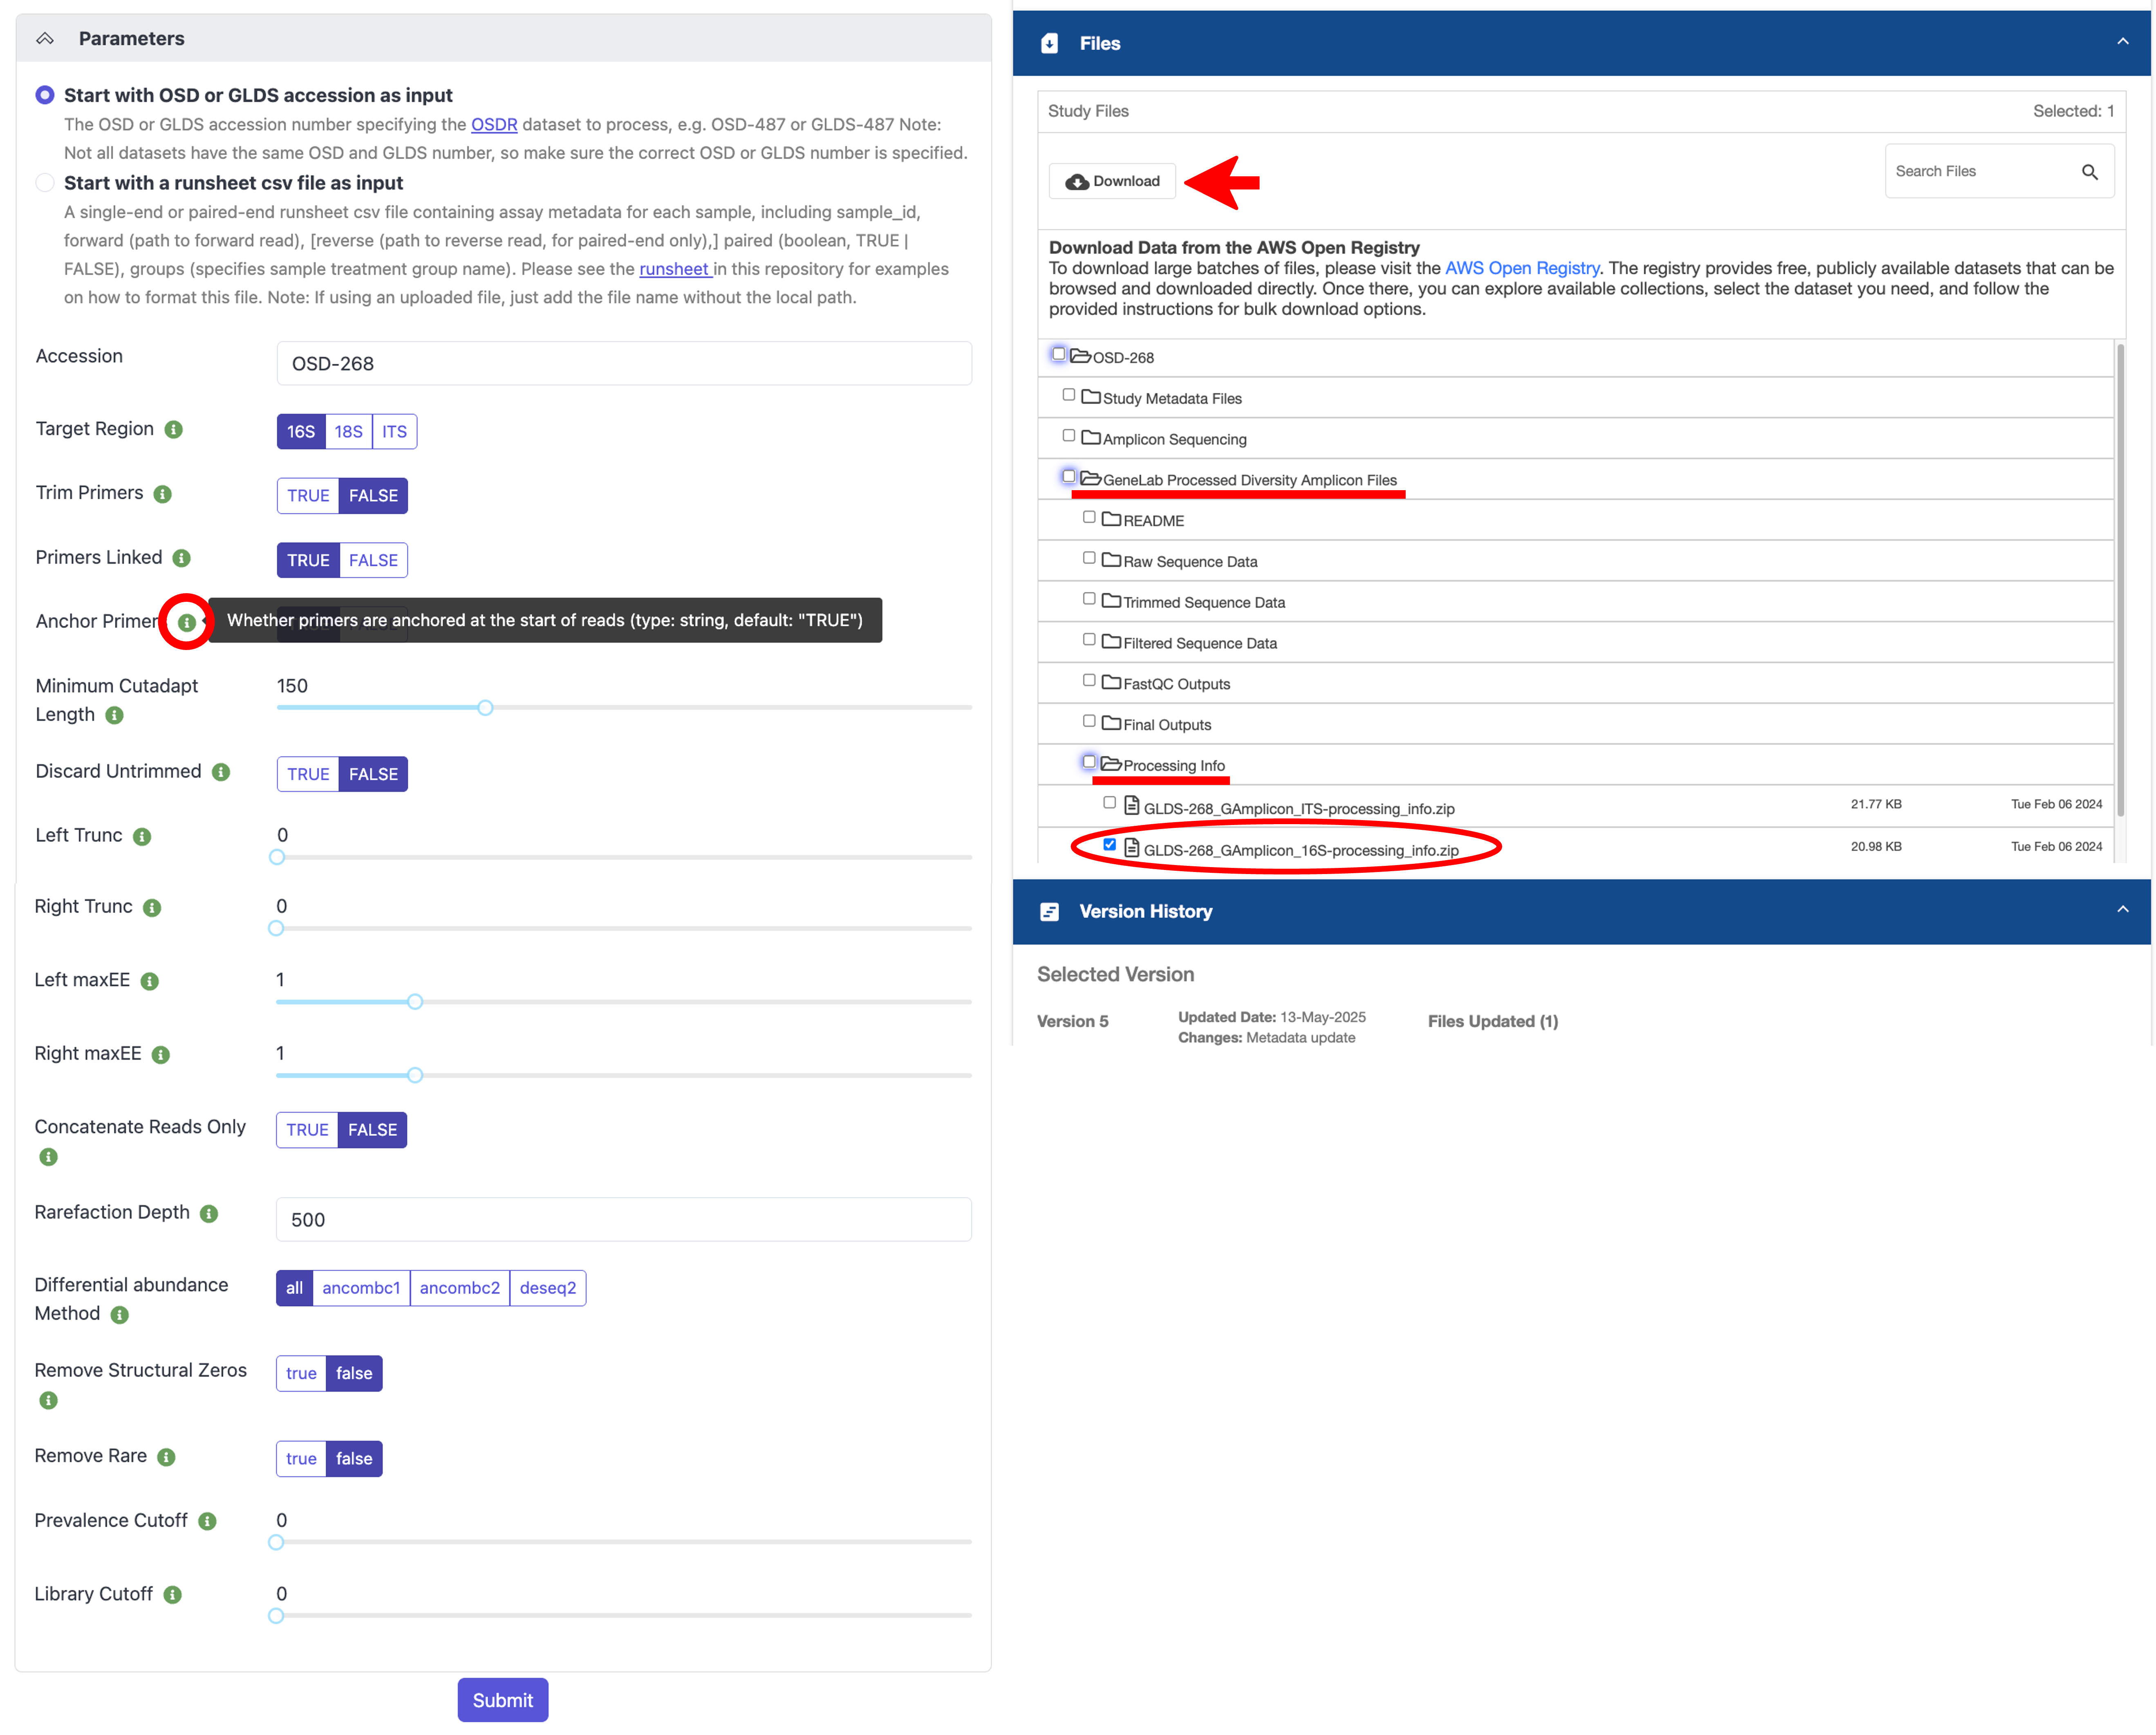 Parameters
Start with OSD or GLDS accession as input
The OSD or GLDS accession number specifying the OSDR dataset to process, e.g. OSD-487 or GLDS-487 Note:
Not all datasets have the same OSD and GLDS number, so make sure the correct OSD or GLDS number is specified.
Start with a runsheet csv file as input
A single-end or paired-end runsheet csv file containing assay metadata for each sample, including sample_id,
forward (path to forward read), [reverse (path to reverse read, for paired-end only),] paired (boolean, TRUE |
FALSE), groups (specifies sample treatment group name). Please see the runsheet in this repository for examples
on how to format this file. Note: If using an uploaded file, just add the file name without the local path.
Accession
OSD-268
Target Region
16S 18S ITS
Trim Primers
TRUE FALSE
Primers Linked
TRUE FALSE
Anchor Primer
Whether primers are anchored at the start of reads (type: string, default: "TRUE")
Minimum Cutadapt
Length
150
Discard Untrimmed
TRUE FALSE
Left Trunc
0
Right Trunc
0
Left maxEE
1
Right maxEE
1
Concatenate Reads Only
TRUE FALSE
Rarefaction Depth
500
Differential abundance
Method
all ancombc1 ancombc2 deseq2
Remove Structural Zeros
true false
Remove Rare
true false
Prevalence Cutoff
0
Library Cutoff
0
Submit
Files
Study Files
Selected: 1
Download
Search Files
Download Data from the AWS Open Registry
To download large batches of files, please visit the AWS Open Registry. The registry provides free, publicly available datasets that can be
browsed and downloaded directly. Once there, you can explore available collections, select the dataset you need, and follow the
provided instructions for bulk download options.
OSD-268
Study Metadata Files
Amplicon Sequencing
GeneLab Processed Diversity Amplicon Files
README
Raw Sequence Data
Trimmed Sequence Data
Filtered Sequence Data
FastQC Outputs
Final Outputs
Processing Info
GLDS-268_GAmplicon_ITS-processing_info.zip 21.77 KB Tue Feb 06 2024
GLDS-268_GAmplicon_16S-processing_info.zip 20.98 KB Tue Feb 06 2024
Version History
Selected Version
Version 5
Updated Date: 13-May-2025
Changes: Metadata update
Files Updated (1)